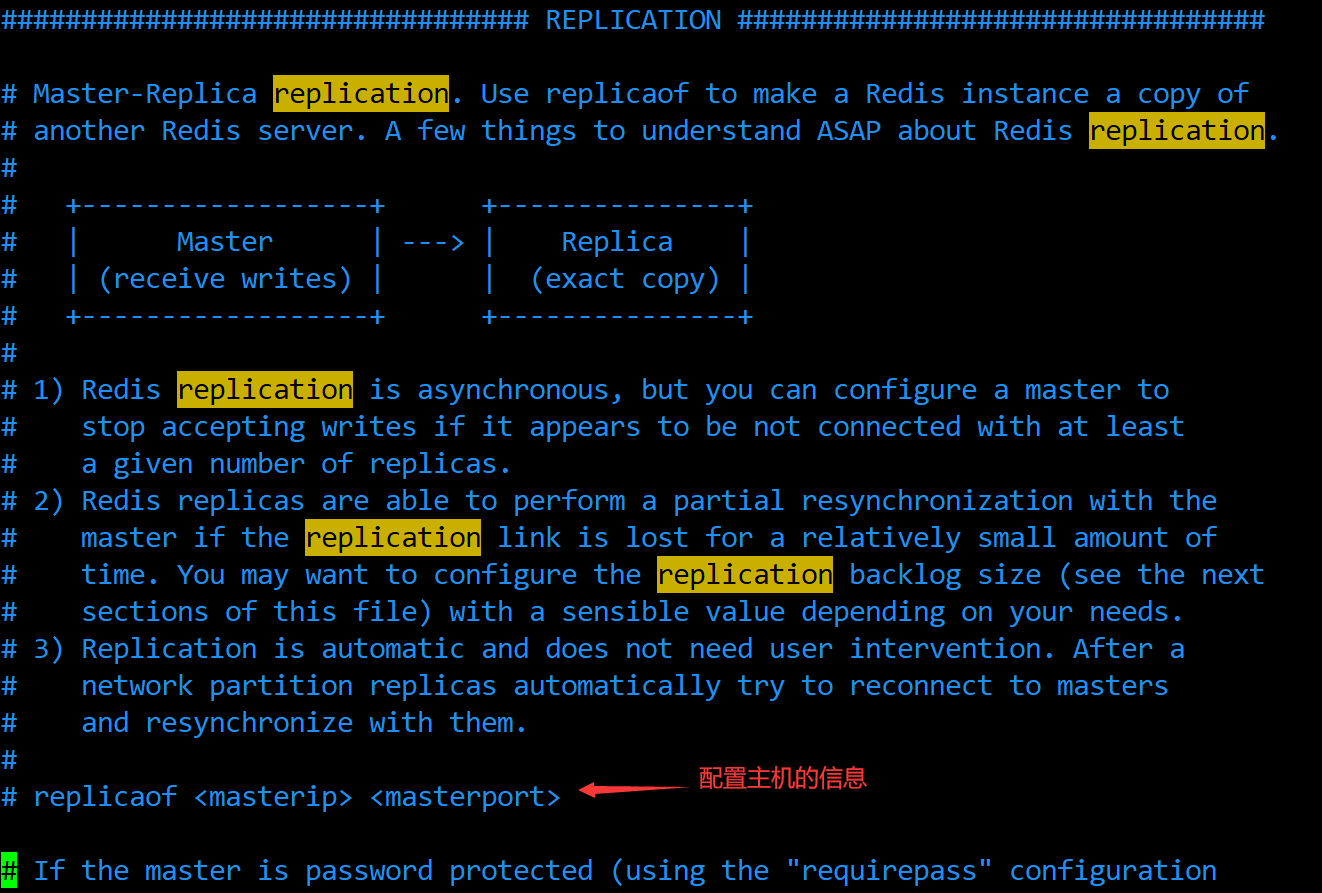 ################################# REPLICATION #################################
# Master-Replica replication. Use replicaof to make a Redis instance a copy of
# another Redis server. A few things to understand ASAP about Redis replication.
#
#   +------------------+      +---------------+
#   |      Master      | ---> |    Replica    |
#   | (receive writes) |      |  (exact copy) |
#   +------------------+      +---------------+
#
# 1) Redis replication is asynchronous, but you can configure a master to
#    stop accepting writes if it appears to be not connected with at least
#    a given number of replicas.
# 2) Redis replicas are able to perform a partial resynchronization with the
#    master if the replication link is lost for a relatively small amount of
#    time. You may want to configure the replication backlog size (see the next
#    sections of this file) with a sensible value depending on your needs.
# 3) Replication is automatic and does not need user intervention. After a
#    network partition replicas automatically try to reconnect to masters
#    and resynchronize with them.
#
# replicaof <masterip> <masterport>
配置主机的信息
# If the master is password protected (using the "requirepass" configuration